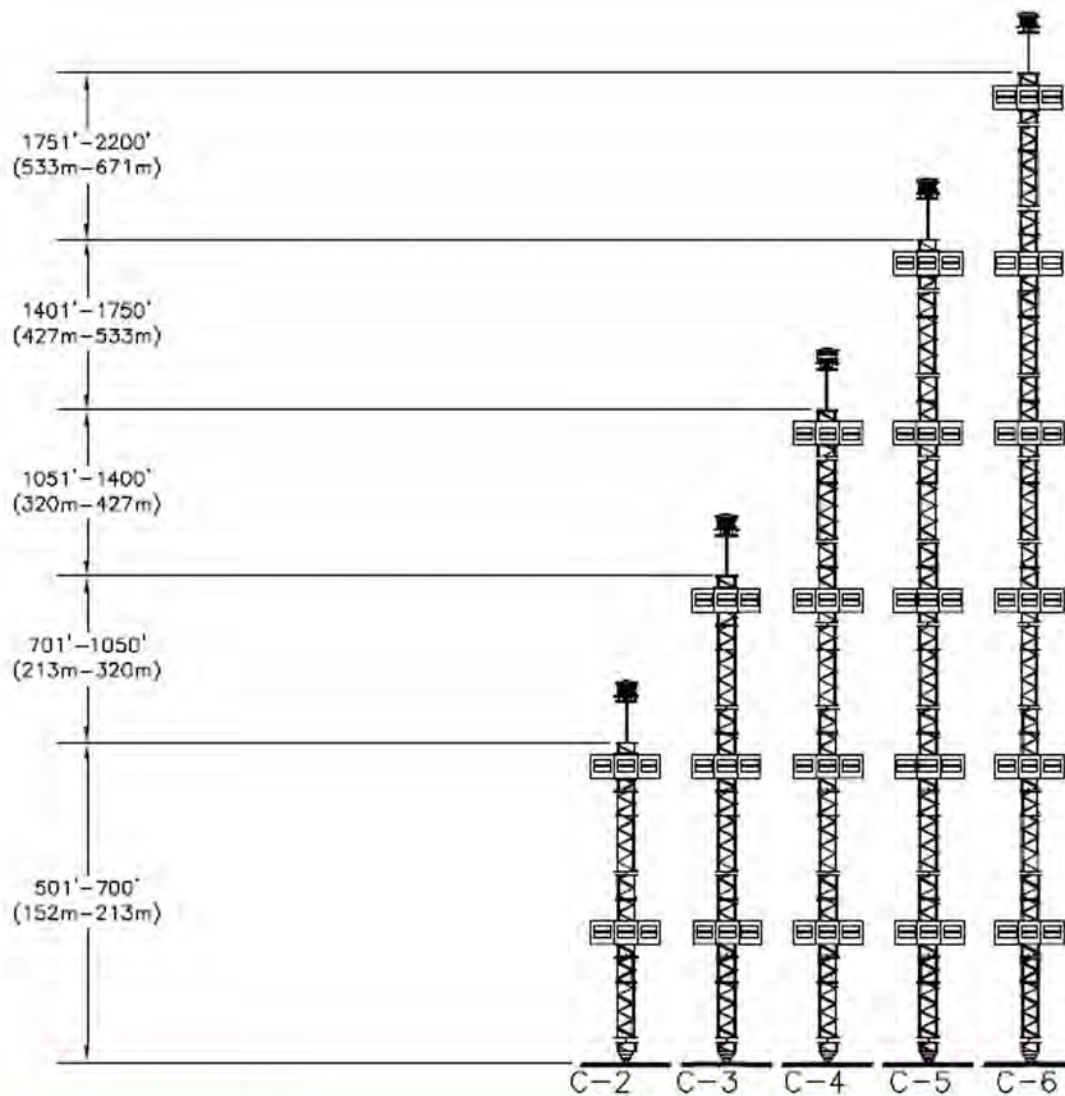 1751'-2200'
(533m-671m)
1401'-1750'
(427m-533m)
1051'-1400'
(320m-427m)
701'-1050'
(213m-320m)
501'-700'
(152m-213m)
C-2 C-3 C-4 C-5 C-6